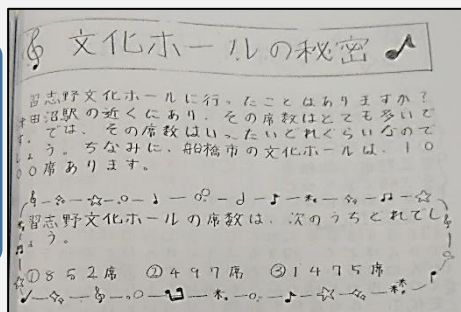 文化ホールの秘密
習志野文化ホールに行ったことはありますか?
田沼駅の近くにあり、その席数はとても多いで
す。では、その席数はいったいどれぐらいなので
しょう。ちなみに、船橋市の文化ホールは、10
00席あります。
習志野文化ホールの席数は、次のうちどれでし
ょう。
①852席 ②497席 ③1475席